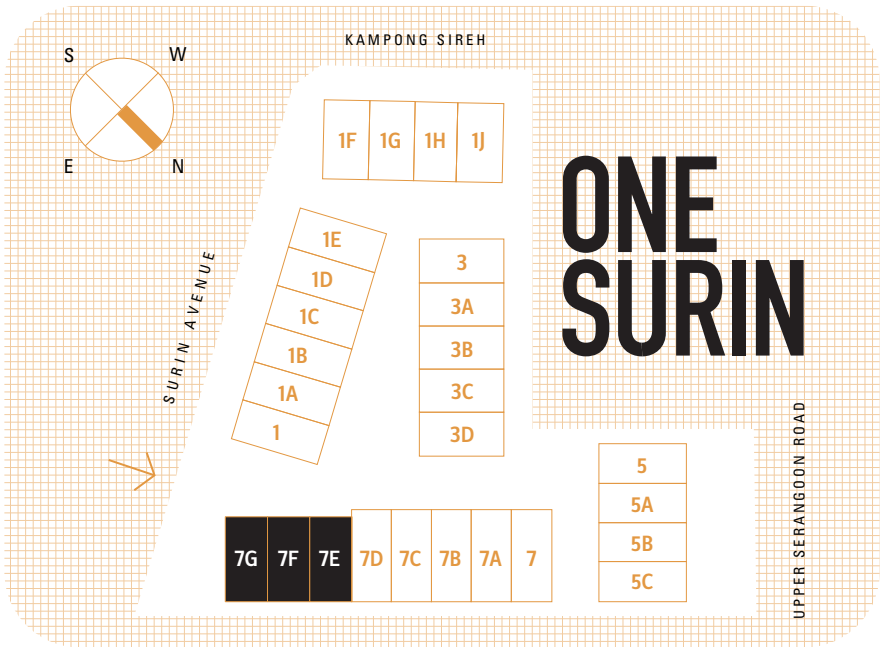 KAMPONG SIREH
S
W
E
N
1F 1G 1H 1J
ONE
SURIN
1E
1D
1C
1B
1A
1
3
3A
3B
3C
3D
SURIN AVENUE
UPPER SERANGOON ROAD
5
5A
5B
5C
7G 7F 7E 7D 7C 7B 7A 7